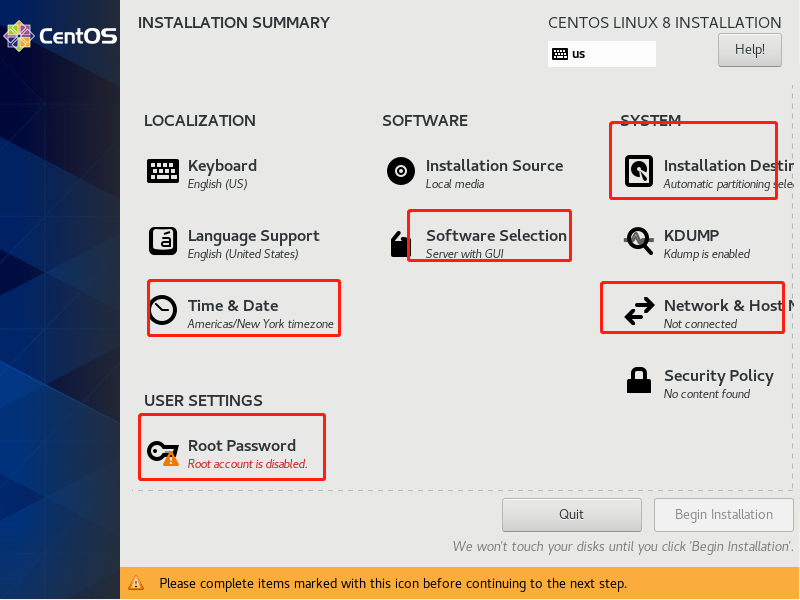 CentOS
INSTALLATION SUMMARY
CENTOS LINUX 8 INSTALLATION
us
Help!
LOCALIZATION
Keyboard
English (US)
Language Support
English (United States)
Time & Date
Americas/New York timezone
USER SETTINGS
Root Password
Root account is disabled.
SOFTWARE
Installation Source
Local media
Software Selection
Server with GUI
SYSTEM
Installation Destin
Automatic partitioning sele
KDUMP
Kdump is enabled
Network & Host N
Not connected
Security Policy
No content found
Quit
Begin Installation
We won't touch your disks until you click 'Begin Installation'.
Please complete items marked with this icon before continuing to the next step.